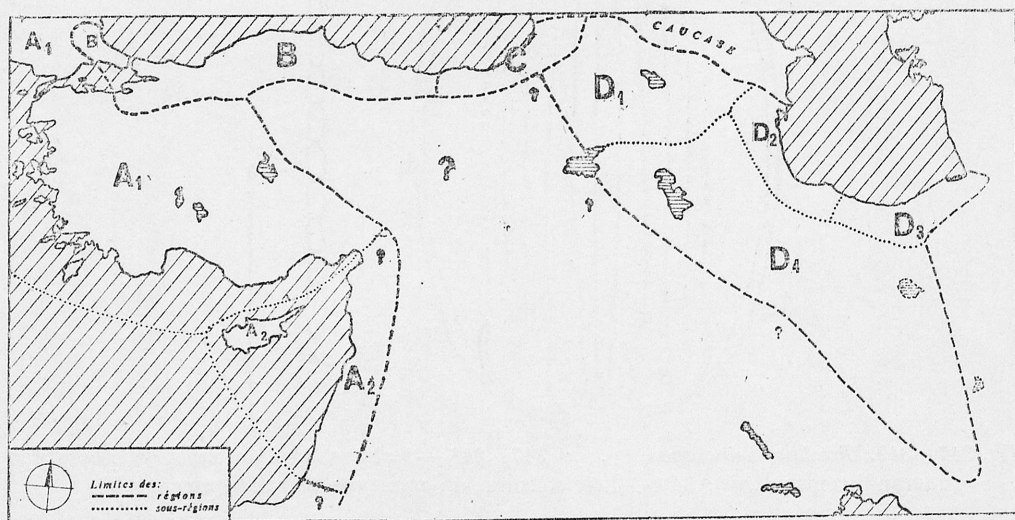 A1
B
B
C
CAUCASE
D1
?
D2
A1
?
?
D3
?
D4
A2
?
A2
Limites des:
régions
sous-régions
?